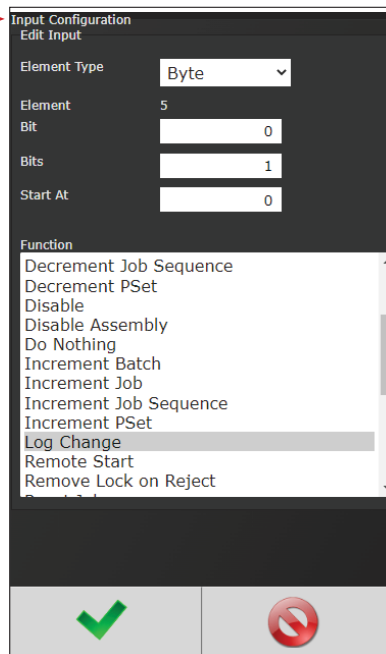 Input Configuration
Edit Input
Element Type Byte
Element 5
Bit 0
Bits 1
Start At 0
Function
Decrement Job Sequence
Decrement PSet
Disable
Disable Assembly
Do Nothing
Increment Batch
Increment Job
Increment Job Sequence
Increment PSet
Log Change
Remote Start
Remove Lock on Reject